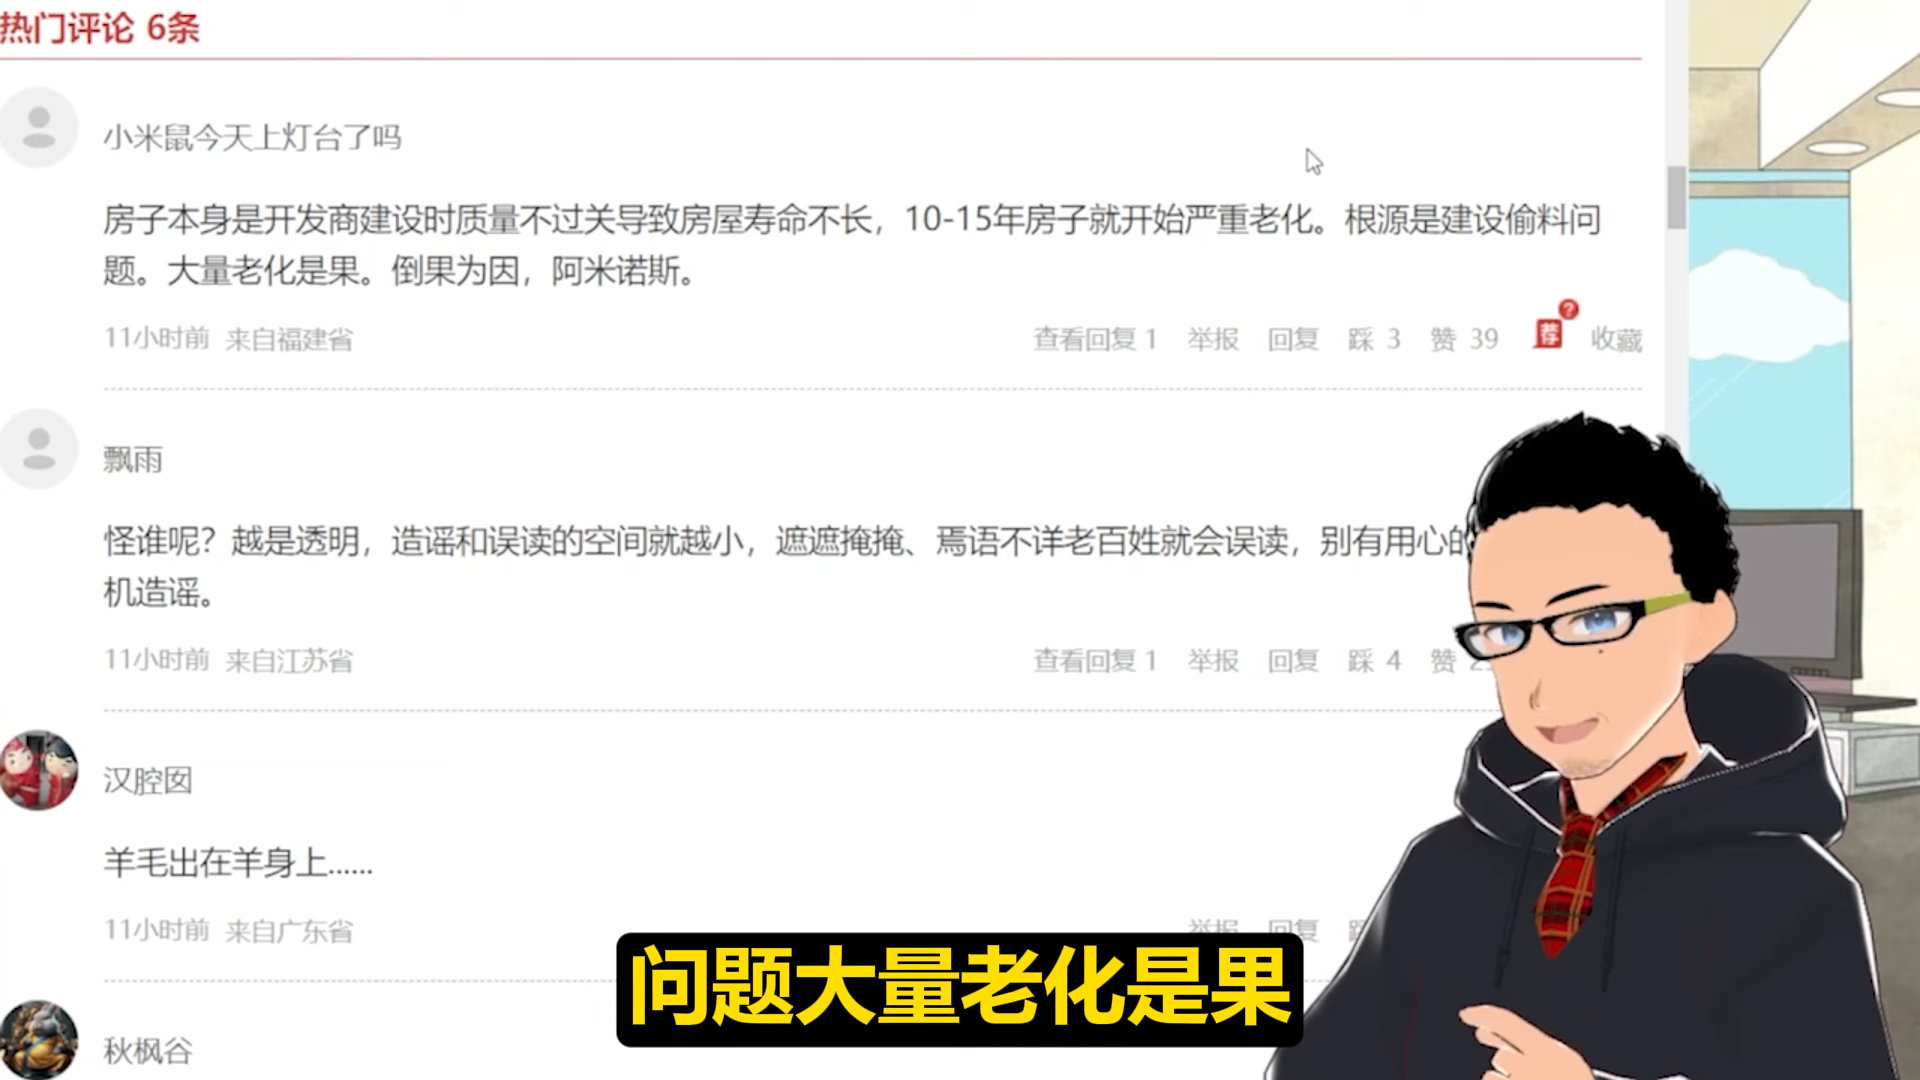 热门评论 6条
小米鼠今天上灯台了吗
房子本身是开发商建设时质量不过关导致房屋寿命不长，10-15年房子就开始严重老化。根源是建设偷料问
题。大量老化是果。倒果为因，阿米诺斯。
11小时前 来自福建省 查看回复 1 举报 回复 踩 3 赞 39 荐 ? 收藏
飘雨
怪谁呢？越是透明，造谣和误读的空间就越小，遮遮掩掩、焉语不详老百姓就会误读，别有用心的
机造谣。
11小时前 来自江苏省 查看回复 1 举报 回复 踩 4 赞
汉腔囡
羊毛出在羊身上......
11小时前 来自广东省 举报 回复
问题大量老化是果
秋枫谷